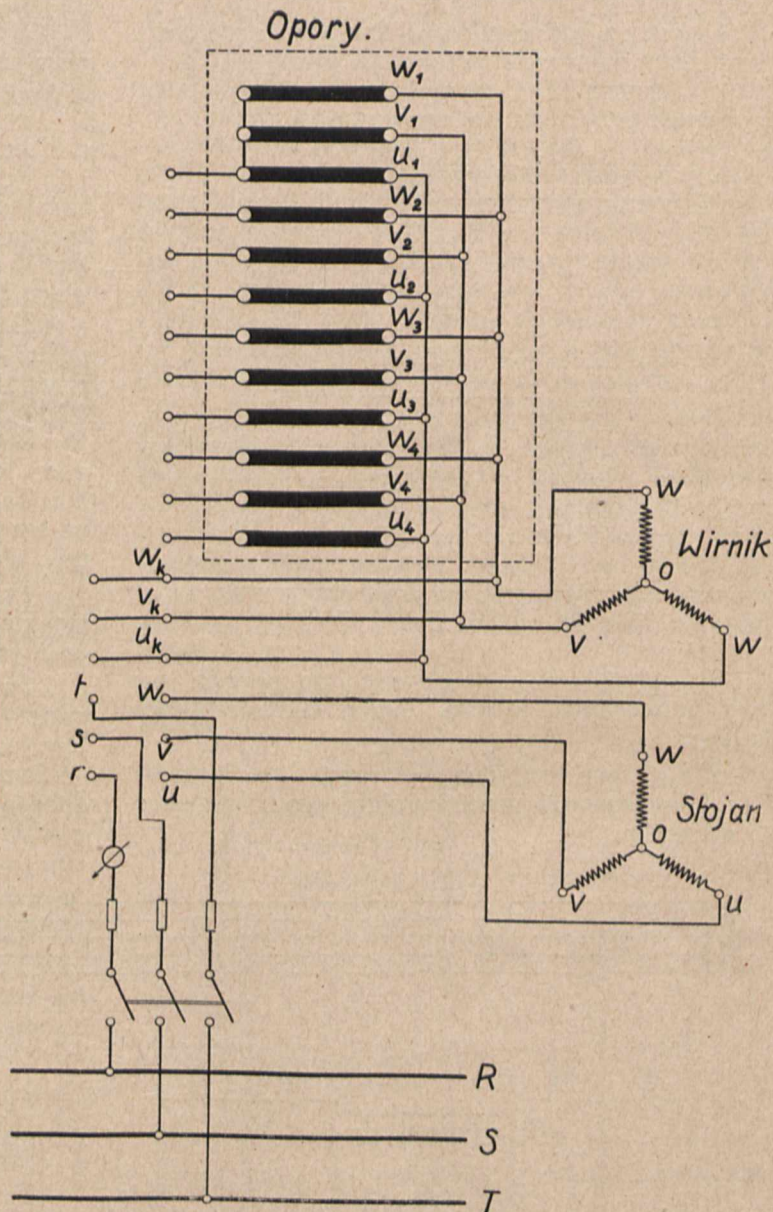 Opory.
W₁
V₁
U₁
W₂
V₂
U₂
W₃
V₃
U₃
W₄
V₄
U₄
W
Wirnik
O
V
W
Wₖ
Vₖ
Uₖ
t
W
s
V
r
U
W
Stojan
O
V
U
R
S
T